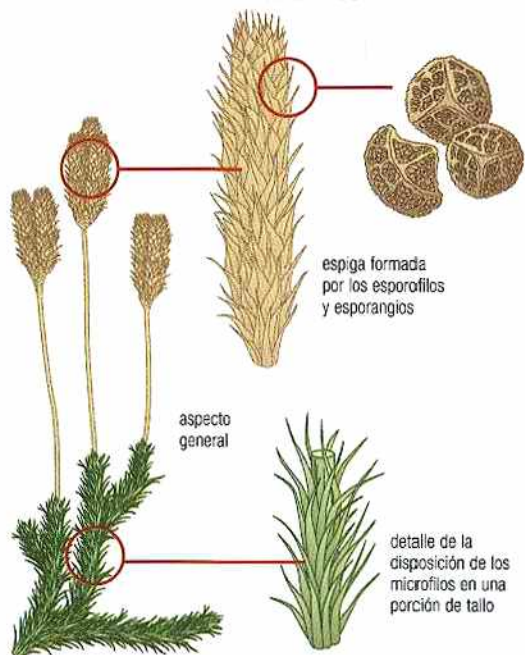 espiga formada
por los esporofilos
y esporangios
aspecto
general
detalle de la
disposición de los
microfilos en una
porción de tallo